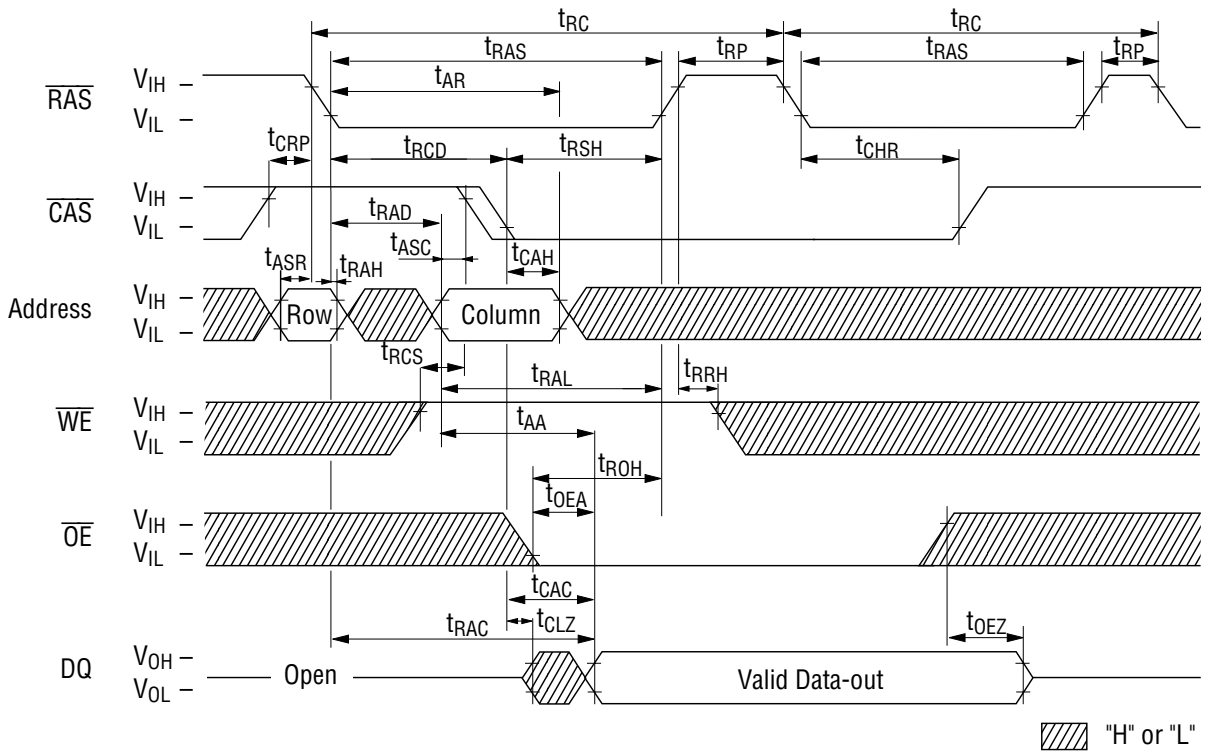 tRC tRC
tRAS tRP tRAS tRP
RAS VIH – tAR
VIL –
tCRP tRCD tRSH tCHR
CAS VIH –
VIL – tRAD
tASC tCAH
tASR tRAH
Address VIH – Row Column
VIL –
tRCS tRAL tRRH
WE VIH –
VIL – tAA
tROH
tOEA
OE VIH –
VIL –
tCAC
tCLZ
tRAC tOEZ
DQ VOH – Open Valid Data-out
VOL –
"H" or "L"